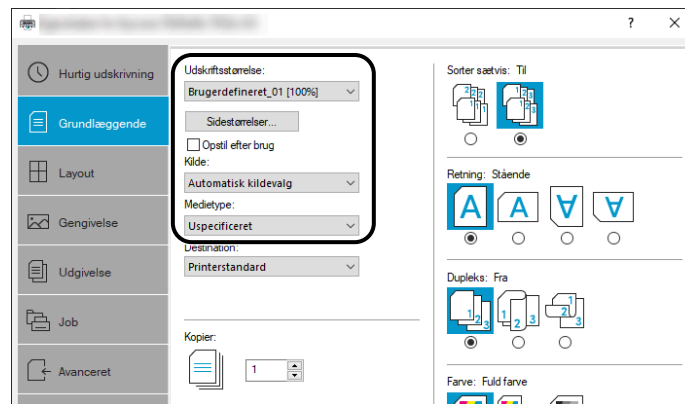 ?
Hurtig udskrivning
Grundlæggende
Layout
Gengivelse
Udgivelse
Job
Avanceret
Udskriftsstørrelse:
Brugerdefineret_01 [100%]
Sidestørrelser...
Opstil efter brug
Kilde:
Automatisk kildevalg
Medietype:
Uspecificeret
Destination:
Printerstandard
Kopier:
1
Sorter sætvis: Til
Retning: Stående
A A A A
Dupleks: Fra
Farve: Fuld farve